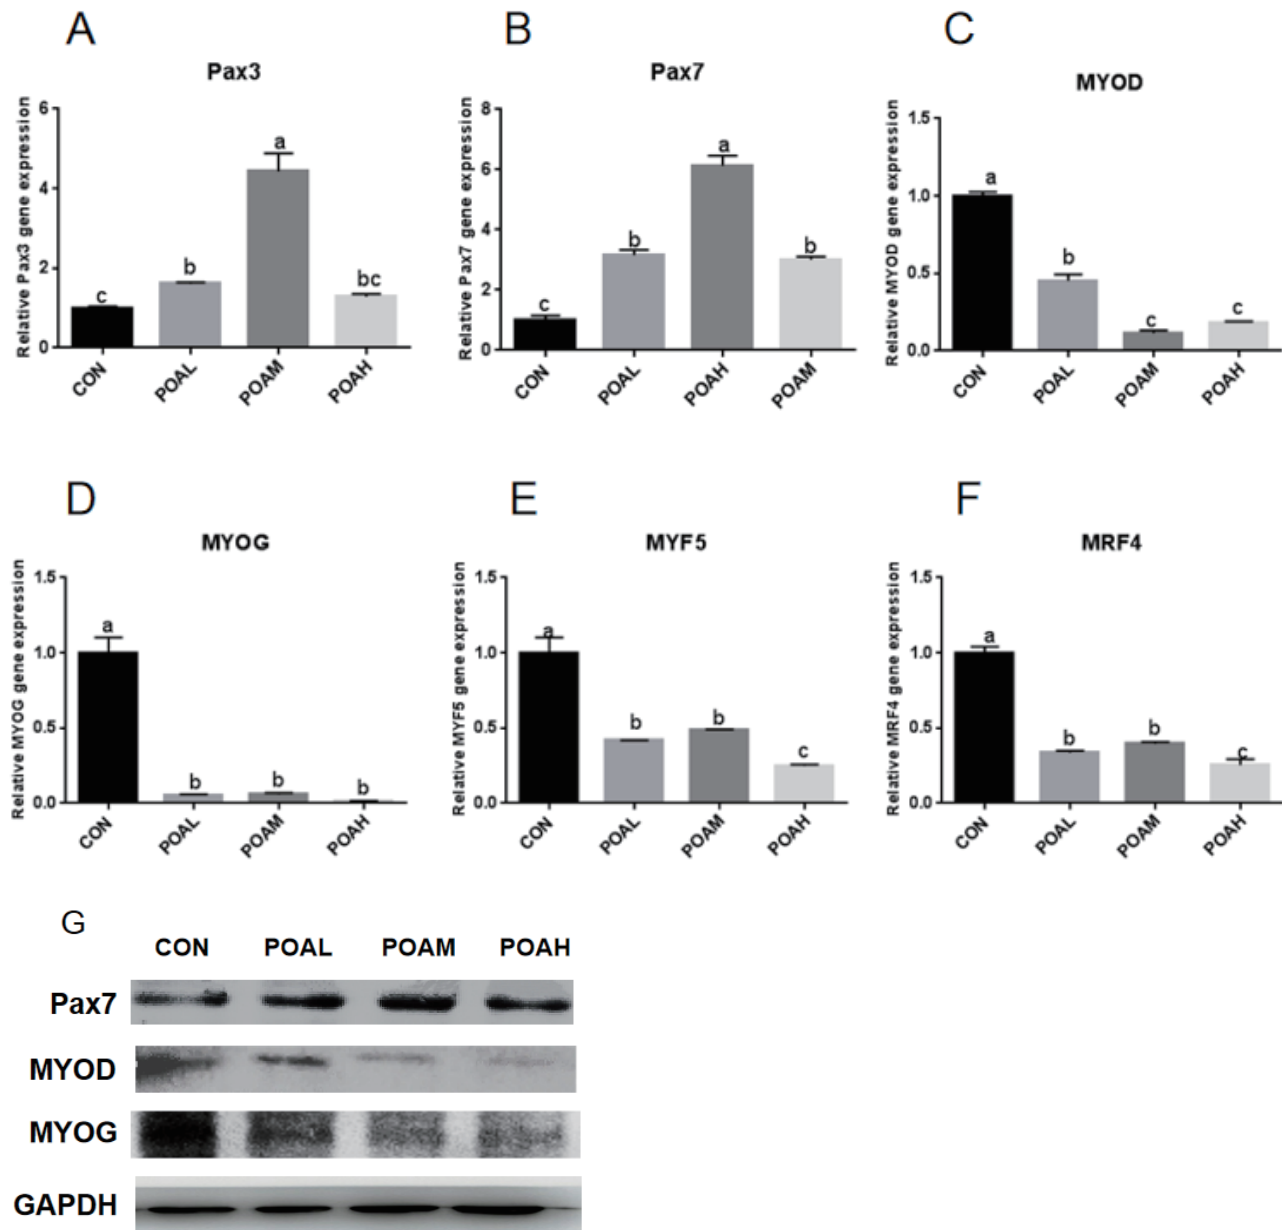 A
B
C
Pax3
Pax7
MYOD
Relative Pax3 gene expression
6
4
2
0
c
b
a
bc
CON
POAL
POAM
POAH
Relative Pax7 gene expression
8
6
4
2
0
c
b
a
b
CON
POAL
POAH
POAM
Relative MYOD gene expression
1.5
1.0
0.5
0.0
a
b
c
c
CON
POAL
POAM
POAH
D
E
F
MYOG
MYF5
MRF4
Relative MYOG gene expression
1.5
1.0
0.5
0.0
a
b
b
b
CON
POAL
POAM
POAH
Relative MYF5 gene expression
1.5
1.0
0.5
0.0
a
b
b
c
CON
POAL
POAM
POAH
Relative MRF4 gene expression
1.5
1.0
0.5
0.0
a
b
b
c
CON
POAL
POAM
POAH
G
CON POAL POAM POAH
Pax7
MYOD
MYOG
GAPDH